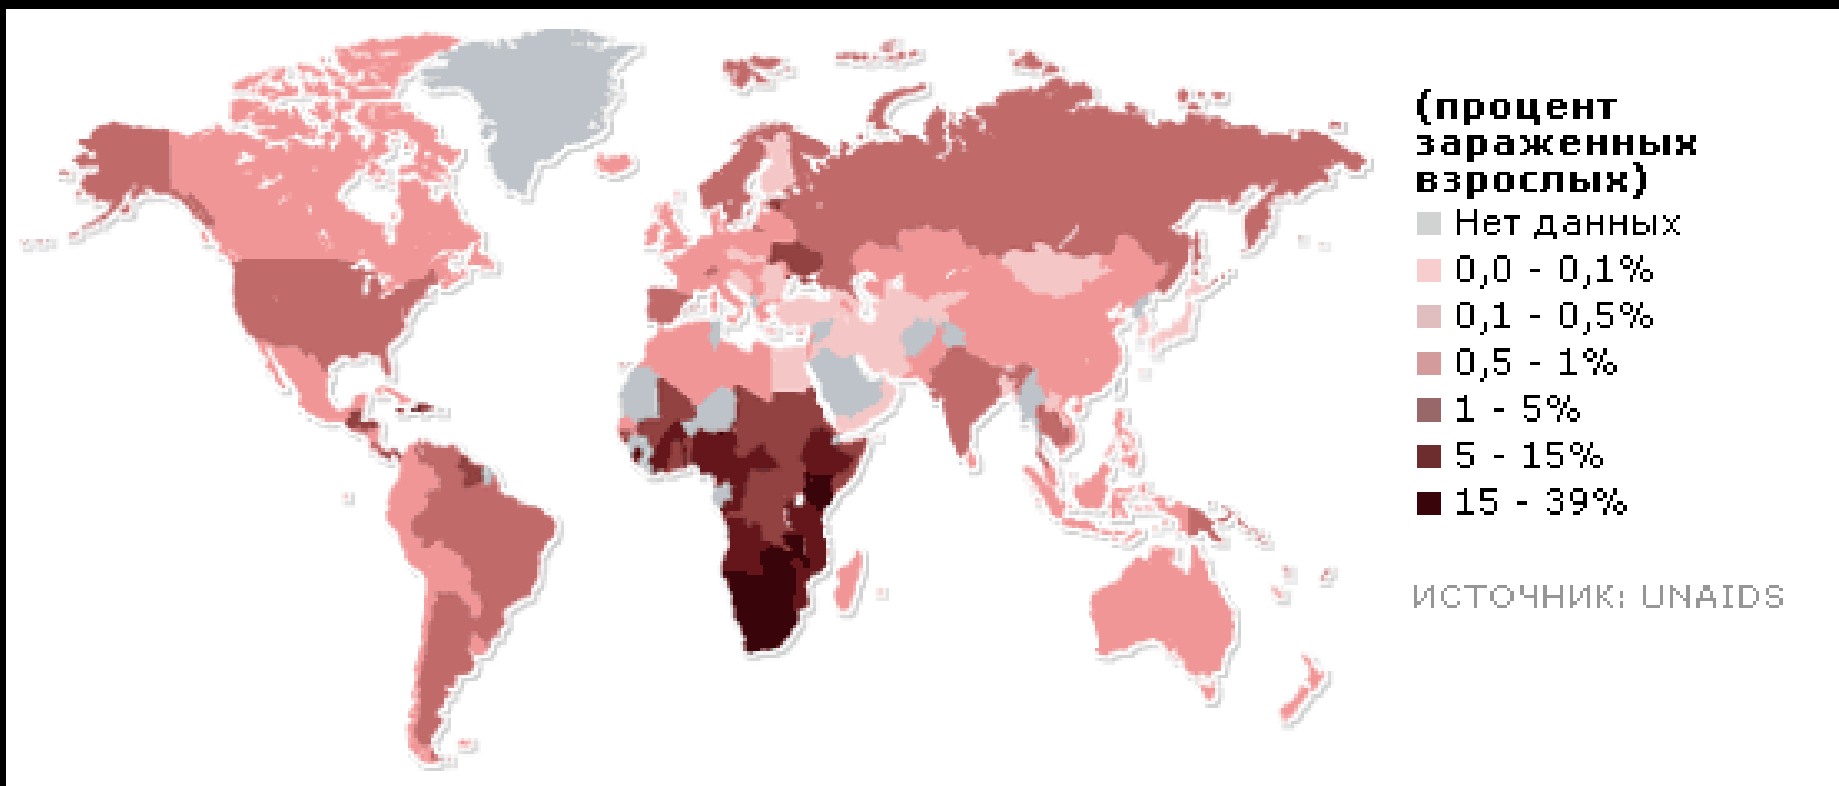 (процент
зараженных
взрослых)
Нет данных
0,0 - 0,1%
0,1 - 0,5%
0,5 - 1%
1 - 5%
5 - 15%
15 - 39%
ИСТОЧНИК: UNAIDS